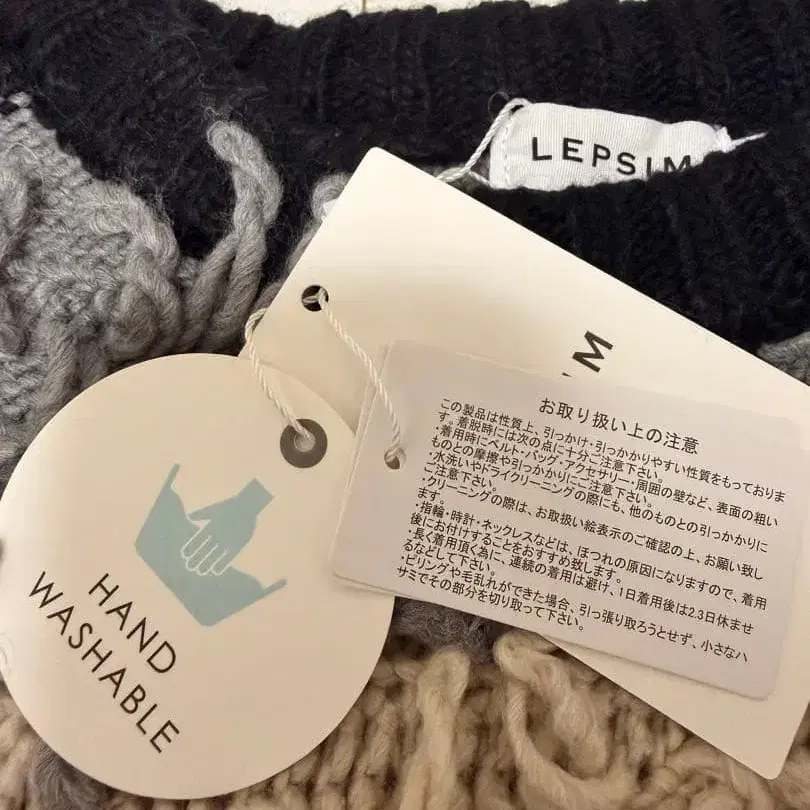 LEPSIM
IM
お取り扱い上の注意
この製品は性質上、引っかけ・引っかかりやすい性質をもっておりま
す。着脱時には次の点に十分ご注意下さい。
・着用時にベルト・バッグ・アクセサリー・周囲の壁など、表面の粗い
ものとの摩擦や引っかかりにご注意下さい。
・水洗いやドライクリーニングの際にも、他のものとの引っかかりに
ご注意下さい。
・クリーニングの際は、お取扱い絵表示のご確認の上、お願い致し
ます。
・指輪・時計・ネックレスなどは、ほつれの原因になりますので、着用
後にお付けすることをおすすめ致します。
・長く着用頂く為に、連続の着用は避け、1日着用後は2.3日休ませ
るなどして下さい。
・ピリングや毛乱れができた場合、引っ張り取ろうとせず、小さなハ
サミでその部分を切り取って下さい。
HAND
WASHABLE